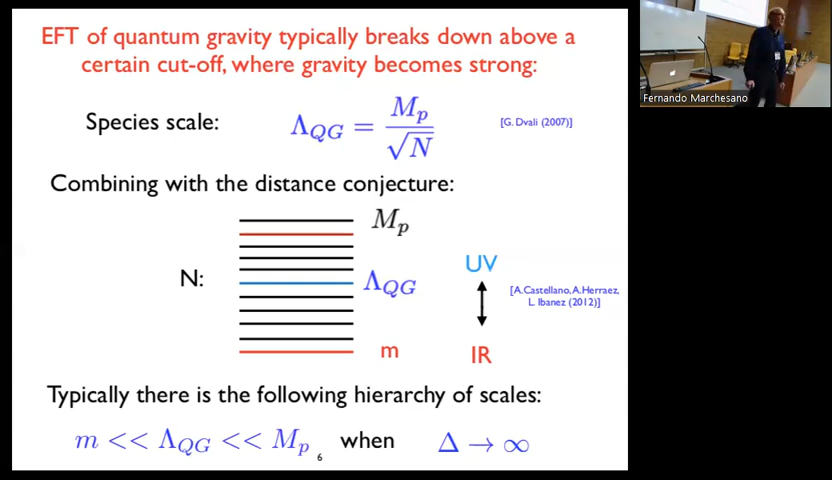 EFT of quantum gravity typically breaks down above a
certain cut-off, where gravity becomes strong:
Species scale:
Λ_QG = M_p / √N
[G. Dvali (2007)]
Combining with the distance conjecture:
M_p
N:
Λ_QG
m
UV
IR
[A.Castellano, A.Herraez,
L. Ibanez (2012)]
Typically there is the following hierarchy of scales:
m << Λ_QG << M_p when Δ → ∞
6
Fernando Marchesano